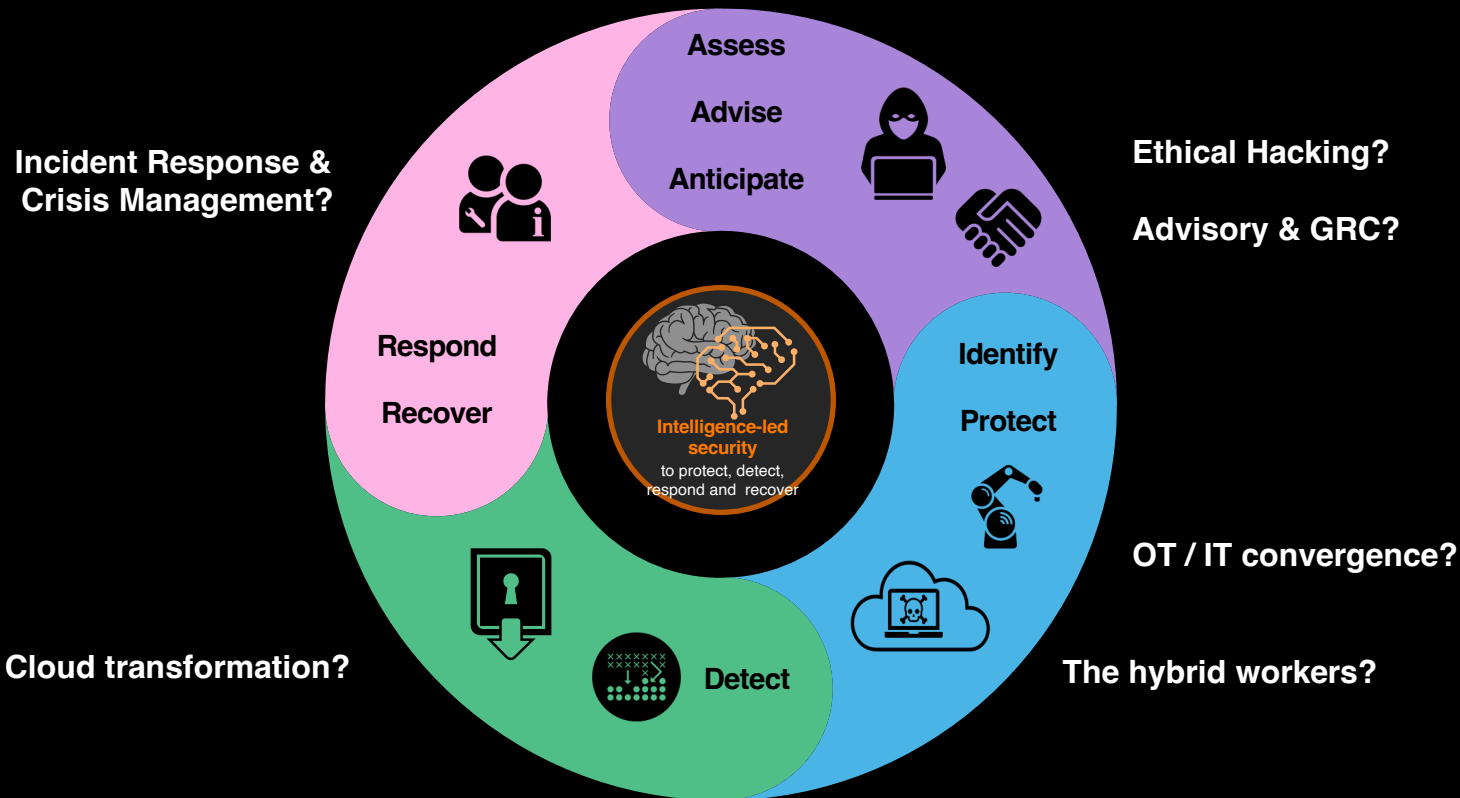 Assess
Advise
Anticipate
Ethical Hacking?
Advisory & GRC?
Incident Response &
Crisis Management?
Respond
Recover
Identify
Protect
Intelligence-led
security
to protect, detect,
respond and recover
i
OT / IT convergence?
The hybrid workers?
Cloud transformation?
Detect